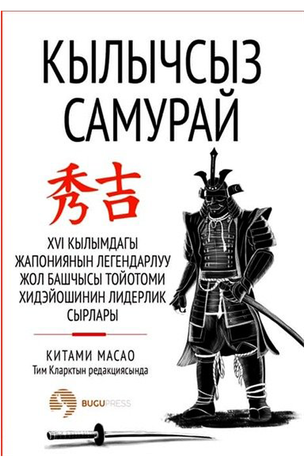 КЫЛЫЧСЫЗ
САМУРАЙ
秀吉
XVI КЫЛЫМДАГЫ
ЖАПОНИЯНЫН ЛЕГЕНДАРЛУУ
ЖОЛ БАШЧЫСЫ ТОЙОТОМИ
ХИДЭЙОШИНИН ЛИДЕРЛИК
СЫРЛАРЫ
КИТАМИ МАСАО
Тим Кларктын редакциясында
BUGUPRESS